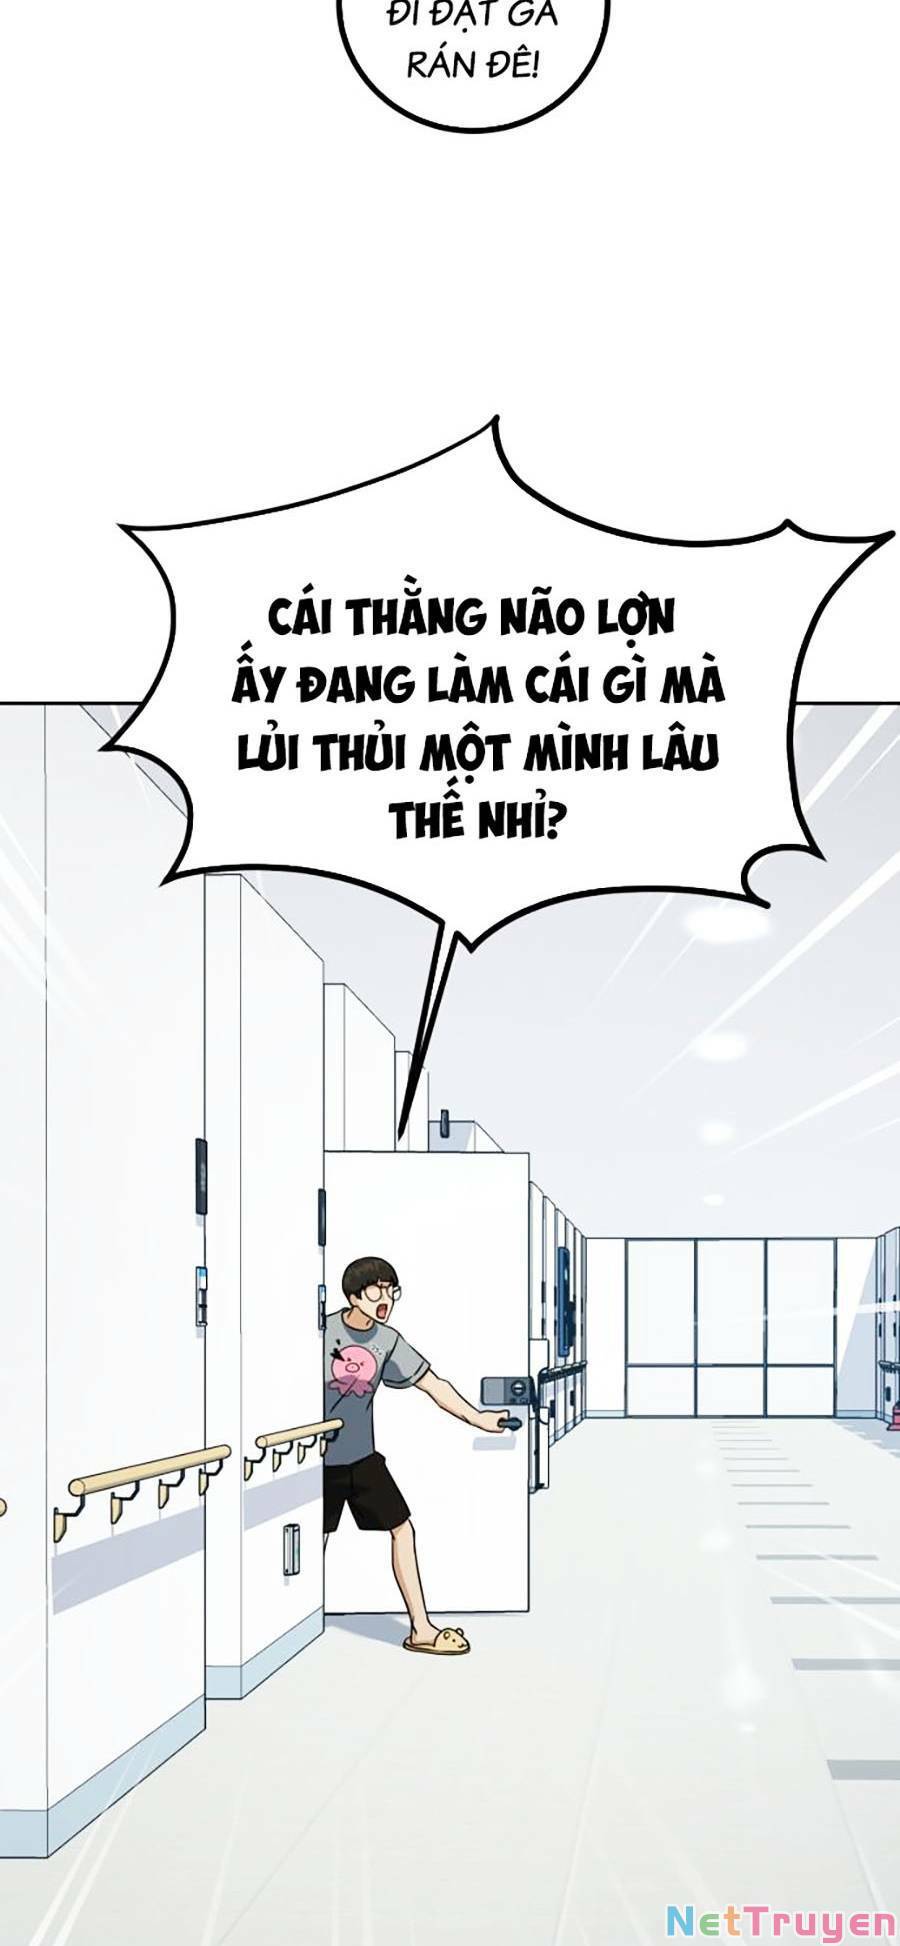 ĐI ĐẶT GÀ
RÁN ĐÊ!
CÁI THẰNG NÃO LỢN
ẤY ĐANG LÀM CÁI GÌ MÀ
LỦI THỦI MỘT MÌNH LÂU
THẾ NHỈ?
NetTruyen